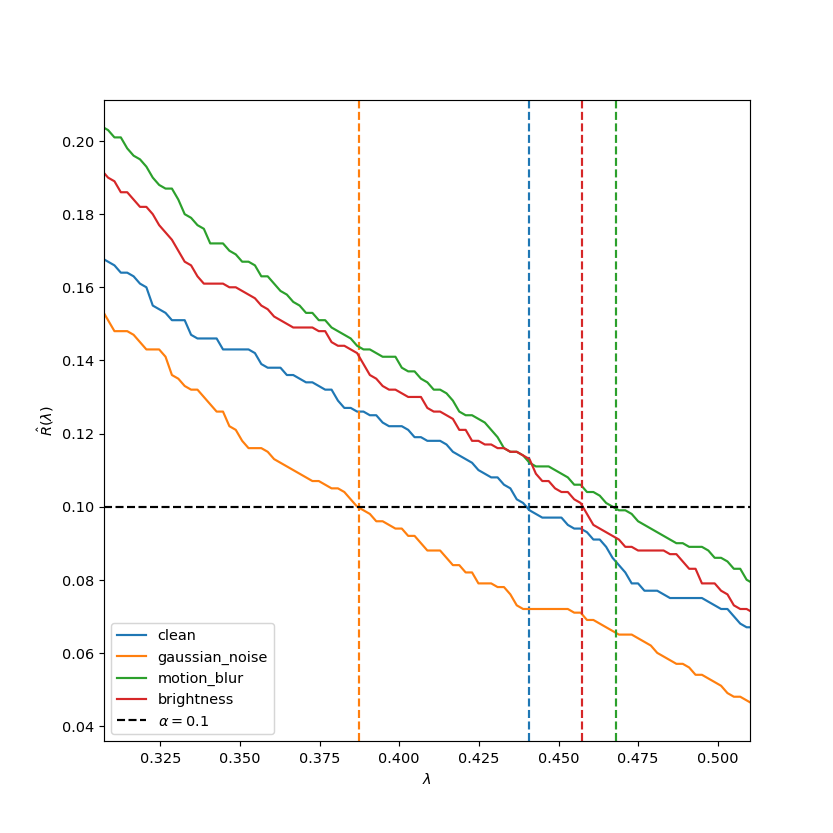 0.20
0.18
0.16
0.14
0.12
0.10
0.08
0.06
0.04
R̂(λ)
clean
gaussian_noise
motion_blur
brightness
α = 0.1
0.325 0.350 0.375 0.400 0.425 0.450 0.475 0.500
λ